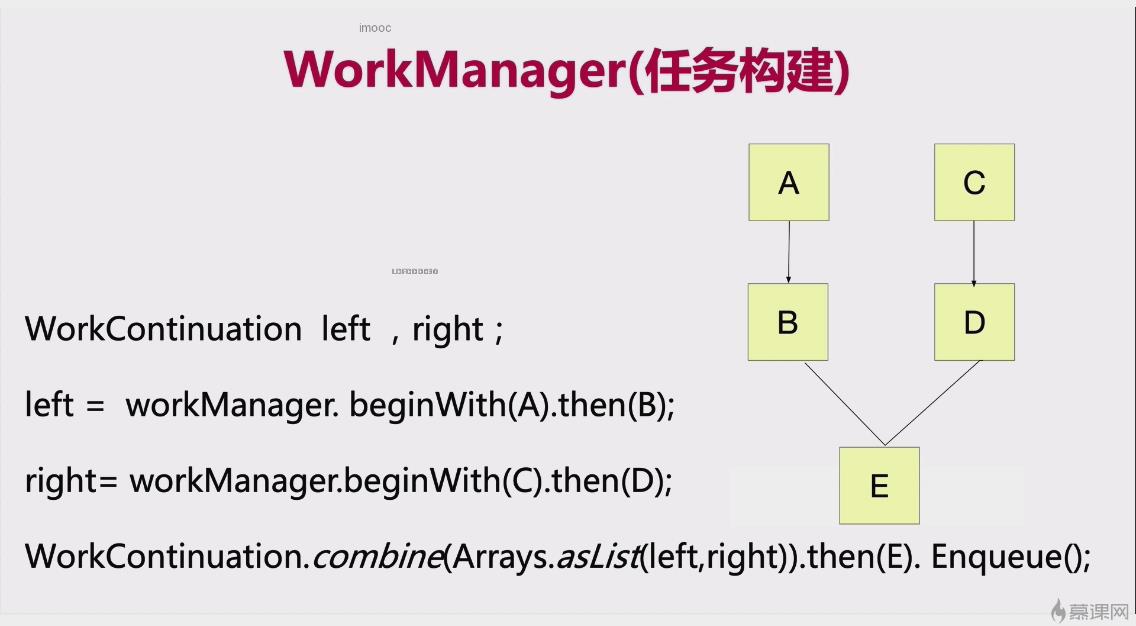 imooc
WorkManager(任务构建)
A
C
B
D
WorkContinuation left , right ;
left = workManager. beginWith(A).then(B);
right= workManager.beginWith(C).then(D);
E
WorkContinuation.combine(Arrays.asList(left,right)).then(E). Enqueue();
慕课网